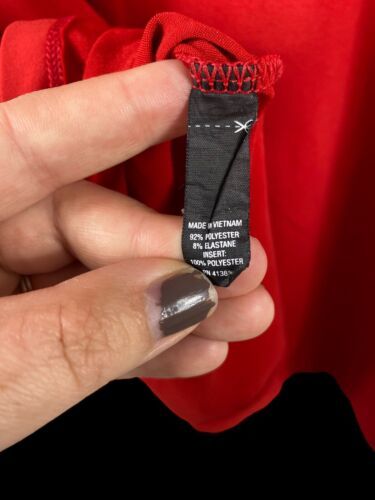 MADE IN VIETNAM
92% POLYESTER
8% ELASTANE
INSERT:
100% POLYESTER